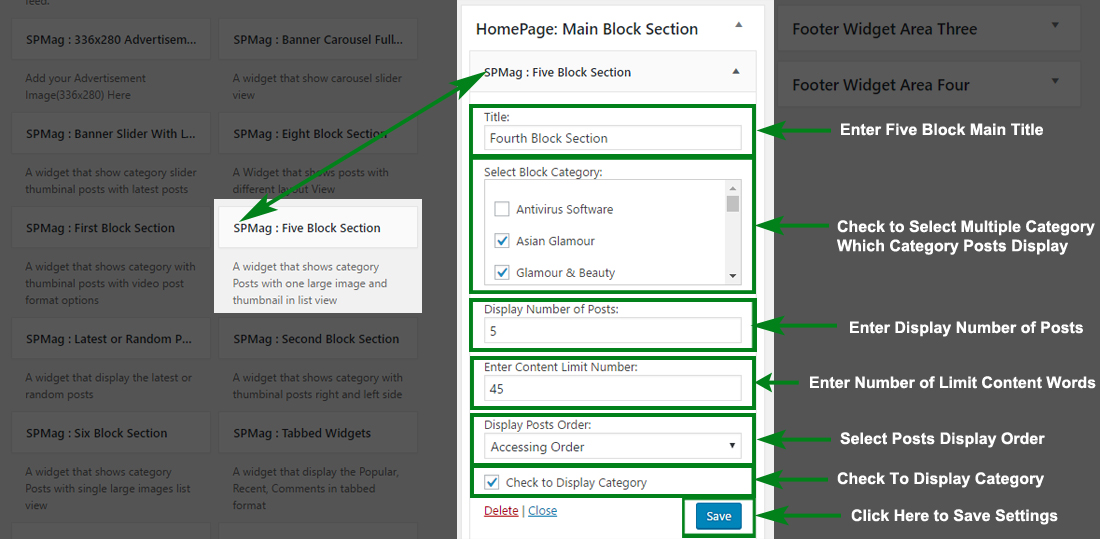 feed.
SPMag : 336x280 Advertisem...
Add your Advertisement
Image(336x280) Here
SPMag : Banner Carousel Full...
A widget that show carousel slider
view
SPMag : Banner Slider With L...
A widget that show category slider
thumbinal posts with latest posts
SPMag : Eight Block Section
A Widget that shows posts with
different layout View
SPMag : First Block Section
A widget that shows category with
thumbinal posts with video post
format options
SPMag : Five Block Section
A widget that shows category
Posts with one large image and
thumbnail in list view
SPMag : Latest or Random P...
A widget that display the latest or
random posts
SPMag : Second Block Section
A widget that shows category with
thumbinal posts right and left side
SPMag : Six Block Section
A widget that shows category
Posts with single large images list
view
SPMag : Tabbed Widgets
A widget that display the Popular,
Recent, Comments in tabbed
format
HomePage: Main Block Section
SPMag : Five Block Section
Title:
Fourth Block Section
Select Block Category:
Antivirus Software
Asian Glamour
Glamour & Beauty
Display Number of Posts:
5
Enter Content Limit Number:
45
Display Posts Order:
Accessing Order
Check to Display Category
Delete | Close
Save
Footer Widget Area Three
Footer Widget Area Four
Enter Five Block Main Title
Check to Select Multiple Category
Which Category Posts Display
Enter Display Number of Posts
Enter Number of Limit Content Words
Select Posts Display Order
Check To Display Category
Click Here to Save Settings